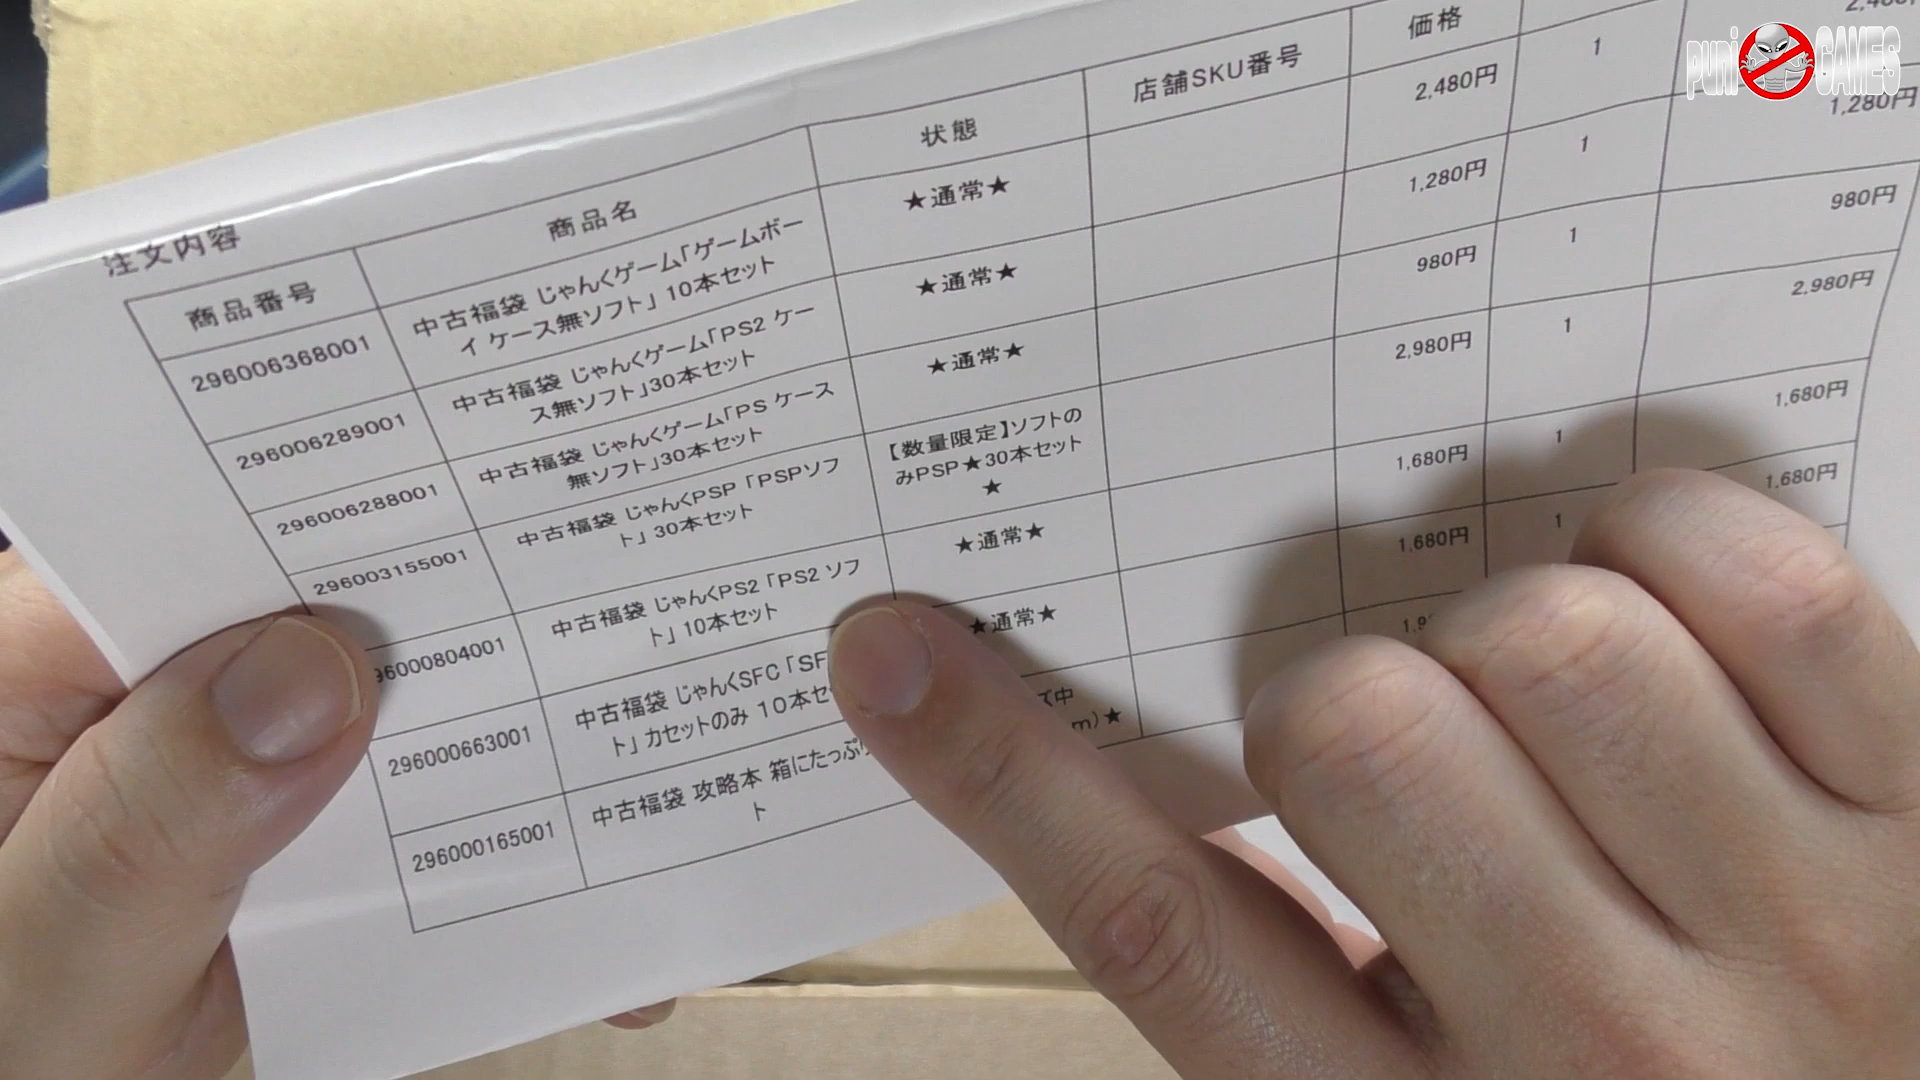 PUNI GAMES
注文内容
商品番号 商品名 状態 店舗SKU番号 価格
296006368001 中古福袋 じゃんくゲーム「ゲームボー
イ ケース無ソフト」 10本セット ★通常★ 2,480円 1
296006289001 中古福袋 じゃんくゲーム「PS2 ケー
ス無ソフト」30本セット ★通常★ 1,280円 1 1,280円
296006288001 中古福袋 じゃんくゲーム「PS ケース
無ソフト」30本セット ★通常★ 980円 1 980円
296003155001 中古福袋 じゃんくPSP 「PSPソフ
ト」 30本セット 【数量限定】ソフトの
みPSP★30本セット
★ 2,980円 1 2,980円
96000804001 中古福袋 じゃんくPS2 「PS2 ソフ
ト」 10本セット ★通常★ 1,680円 1 1,680円
296000663001 中古福袋 じゃんくSFC 「SF
ト」 カセットのみ 10本セ ★通常★ 1,680円 1 1,680円
296000165001 中古福袋 攻略本 箱にたっぷり
ト ズ中
m)★